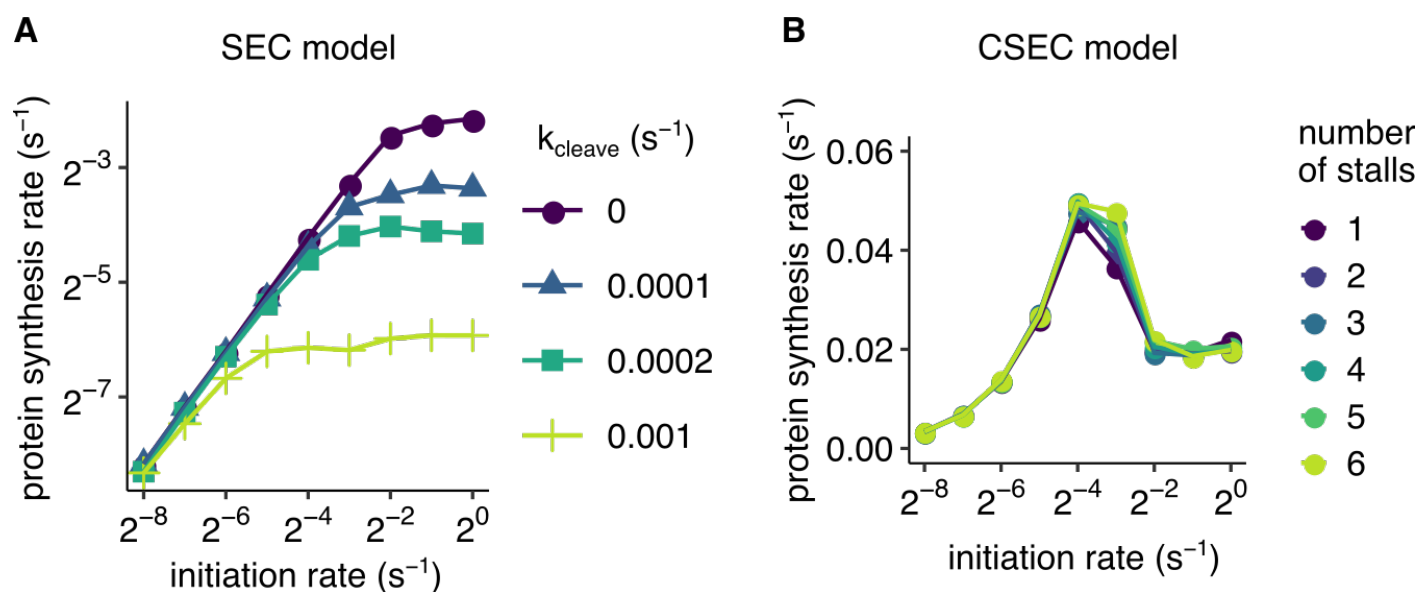 A
SEC model
protein synthesis rate (s⁻¹)
2⁻³
2⁻⁵
2⁻⁷
2⁻⁸
2⁻⁶
2⁻⁴
2⁻²
2⁰
initiation rate (s⁻¹)
k_cleave (s⁻¹)
0
0.0001
0.0002
0.001
B
CSEC model
protein synthesis rate (s⁻¹)
0.06
0.04
0.02
0.00
2⁻⁸
2⁻⁶
2⁻⁴
2⁻²
2⁰
initiation rate (s⁻¹)
number
of stalls
1
2
3
4
5
6